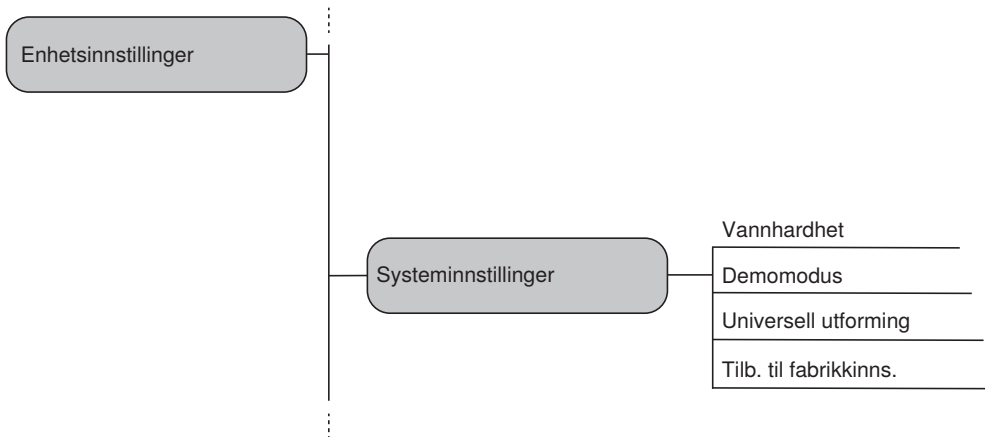 Enhetsinnstillinger
Systeminnstillinger
Vannhardhet
Demomodus
Universell utforming
Tilb. til fabrikkinns.